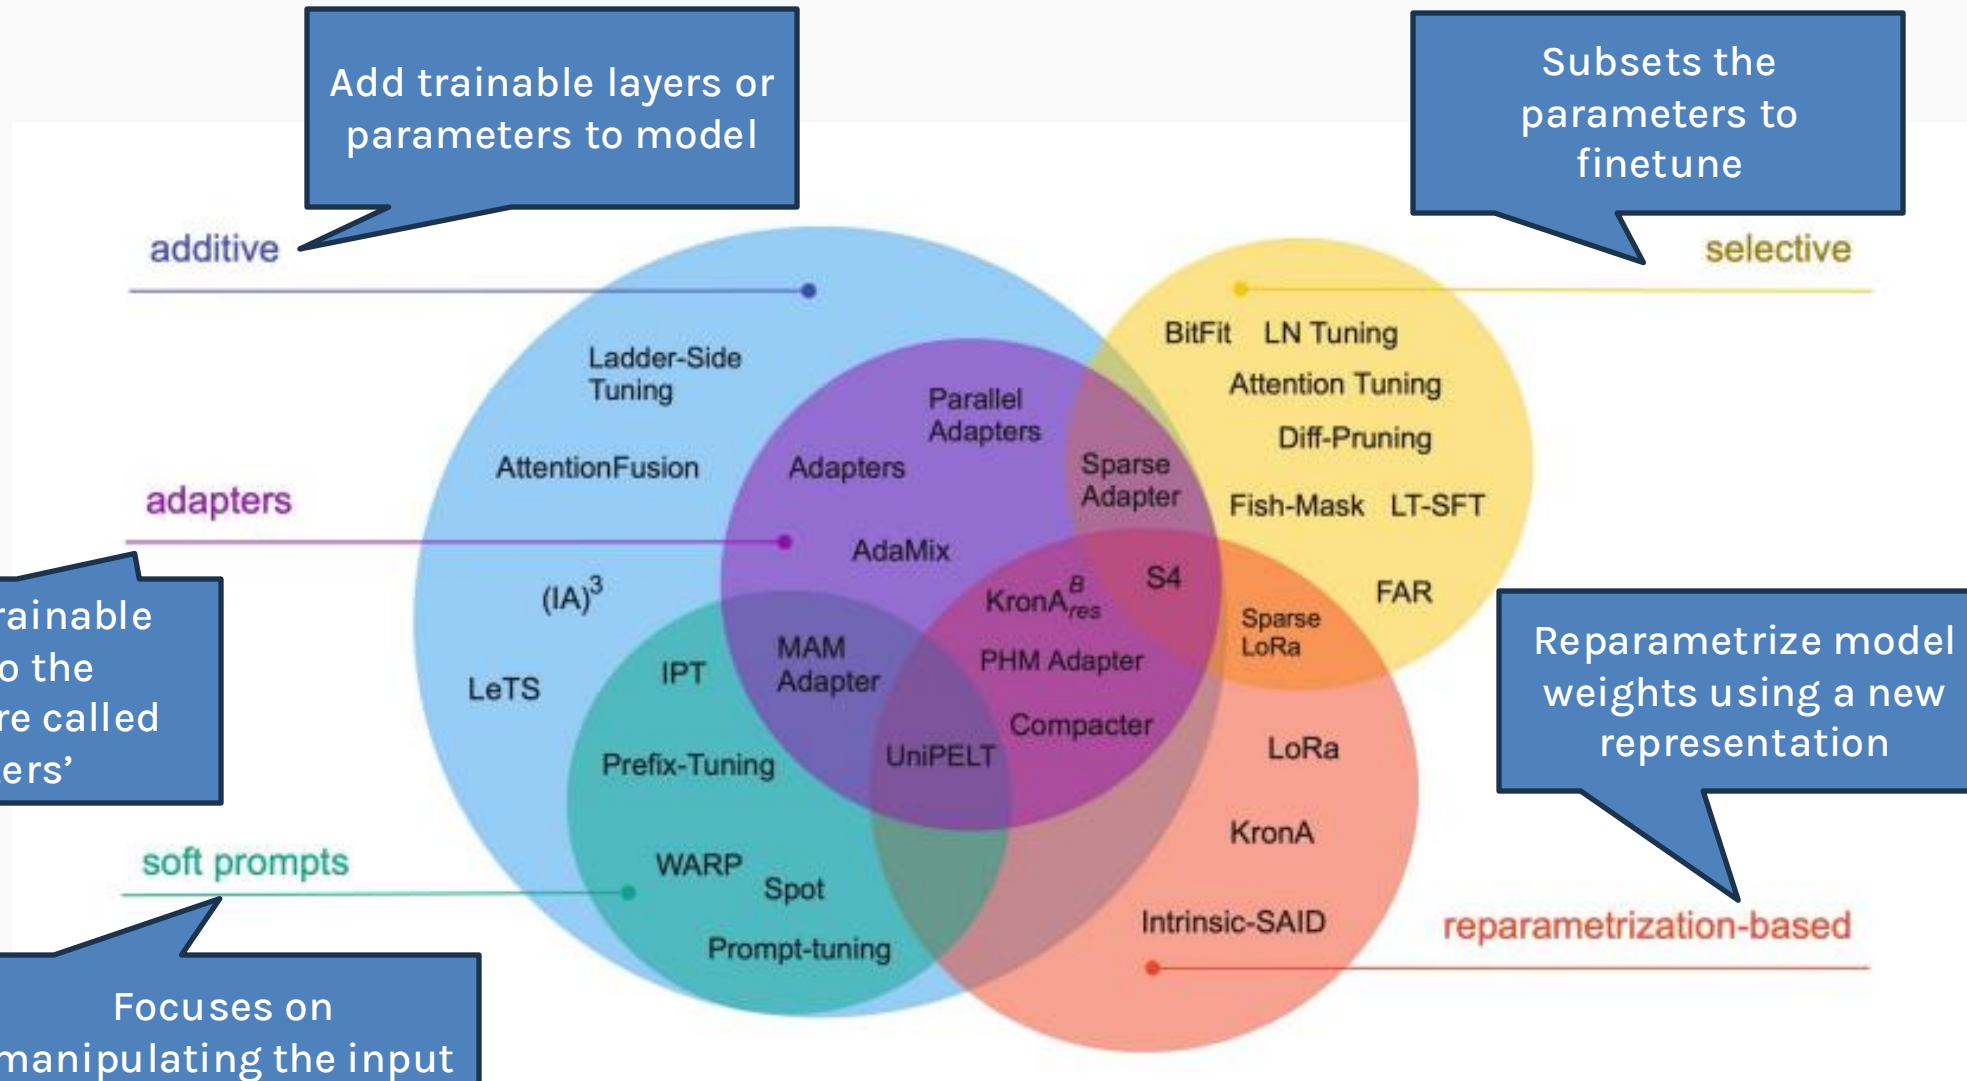 Add trainable layers or
parameters to model
Subsets the
parameters to
finetune
additive
selective
BitFit LN Tuning
Ladder-Side
Tuning
Attention Tuning
Parallel
Adapters
Diff-Pruning
AttentionFusion
Adapters
Sparse
Adapter
adapters
Fish-Mask LT-SFT
AdaMix
(IA)³
KronA^B_res
S4
FAR
rainable
o the
re called
ers’
Sparse
LoRa
Reparametrize model
weights using a new
representation
MAM
Adapter
IPT
PHM Adapter
LeTS
Compacter
UniPELT
LoRa
Prefix-Tuning
KronA
soft prompts
WARP
Spot
Intrinsic-SAID
reparametrization-based
Prompt-tuning
Focuses on
manipulating the input